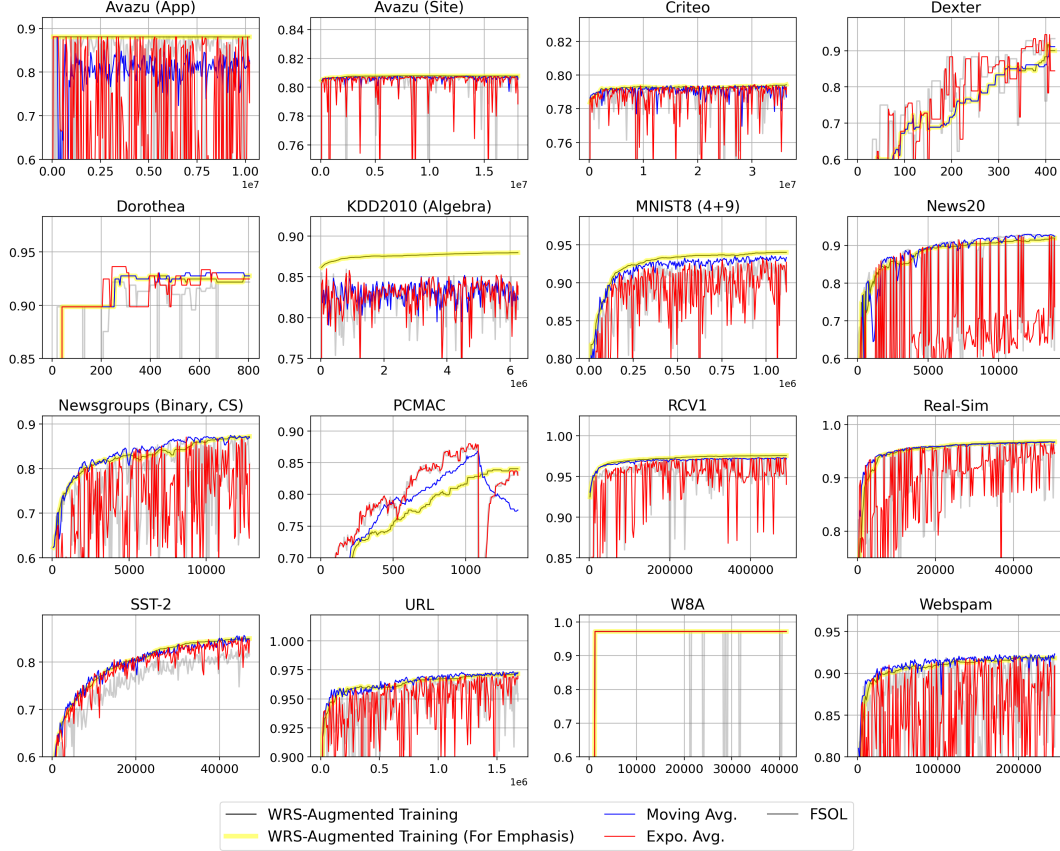 Avazu (App) Avazu (Site) Criteo Dexter
0.9 0.84 0.82 0.9
0.8 0.82 0.80 0.8
0.7 0.80 0.78 0.7
0.6 0.78 0.76 0.6
0.76
0.00 0.25 0.50 0.75 1.00 0.0 0.5 1.0 1.5 0 1 2 3 100 200 300 400
1e7 1e7 1e7
Dorothea KDD2010 (Algebra) MNIST8 (4+9) News20
0.95 0.90 0.95 0.9
0.90 0.85 0.90 0.8
0.85 0.80 0.85 0.7
0.75 0.80 0.6
0 200 400 600 800 0 2 4 6 0.0 0.2 0.5 0.8 1.0 0 5000 10000
1e6 1e6
Newsgroups (Binary, CS) PCMAC RCV1 Real-Sim
0.9 0.90 1.00 1.0
0.8 0.85 0.95 0.9
0.7 0.80 0.90 0.8
0.6 0.75 0.85
0.70
0 5000 10000 0 500 1000 0 200000 400000 0 20000 40000
SST-2 URL W8A Webspam
0.8 1.000 1.0 0.95
0.7 0.975 0.9 0.90
0.6 0.950 0.8 0.85
0.925 0.7 0.80
0.900 0.6
0 20000 40000 0.0 0.5 1.0 1.5 0 10000 20000 30000 40000 0 100000 200000
1e6
WRS-Augmented Training Moving Avg. FSOL
WRS-Augmented Training (For Emphasis) Expo. Avg.